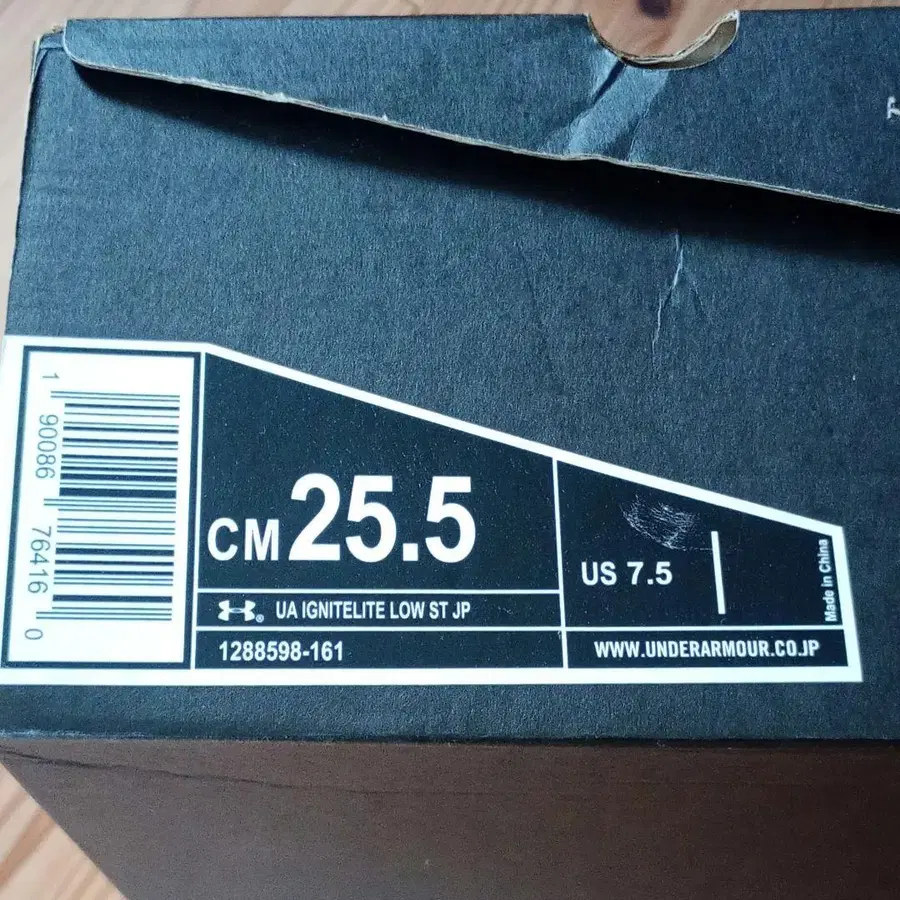 1 90086 76416 0
CM 25.5
US 7.5
Made in China
UA IGNITELITE LOW ST JP
1288598-161
WWW.UNDERARMOUR.CO.JP
T